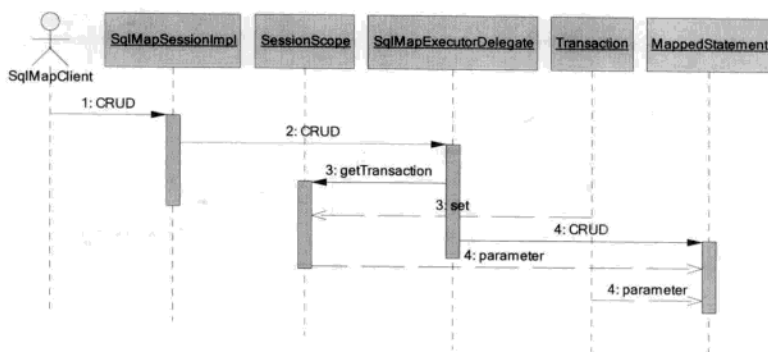 SqlMapSessionImpl
SessionScope
SqlMapExecutorDelegate
Transaction
MappedStatement
SqlMapClient
1: CRUD
2: CRUD
3: getTransaction
3: set
4: CRUD
4: parameter
4: parameter